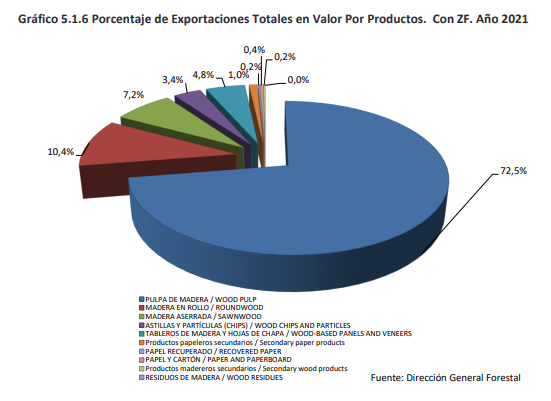 Gráfico 5.1.6 Porcentaje de Exportaciones Totales en Valor Por Productos.  Con ZF. Año 2021
0,4%
0,2%
0,2%
4,8%
1,0%
3,4%
0,0%
7,2%
10,4%
72,5%
PULPA DE MADERA / WOOD PULP
MADERA EN ROLLO / ROUNDWOOD
MADERA ASERRADA / SAWNWOOD
ASTILLAS Y PARTÍCULAS (CHIPS) / WOOD CHIPS AND PARTICLES
TABLEROS DE MADERA Y HOJAS DE CHAPA / WOOD-BASED PANELS AND VENEERS
Productos papeleros secundarios / Secondary paper products
PAPEL RECUPERADO / RECOVERED PAPER
PAPEL Y CARTÓN / PAPER AND PAPERBOARD
Productos madereros secundarios / Secondary wood products
RESIDUOS DE MADERA / WOOD RESIDUES
Fuente: Dirección General Forestal